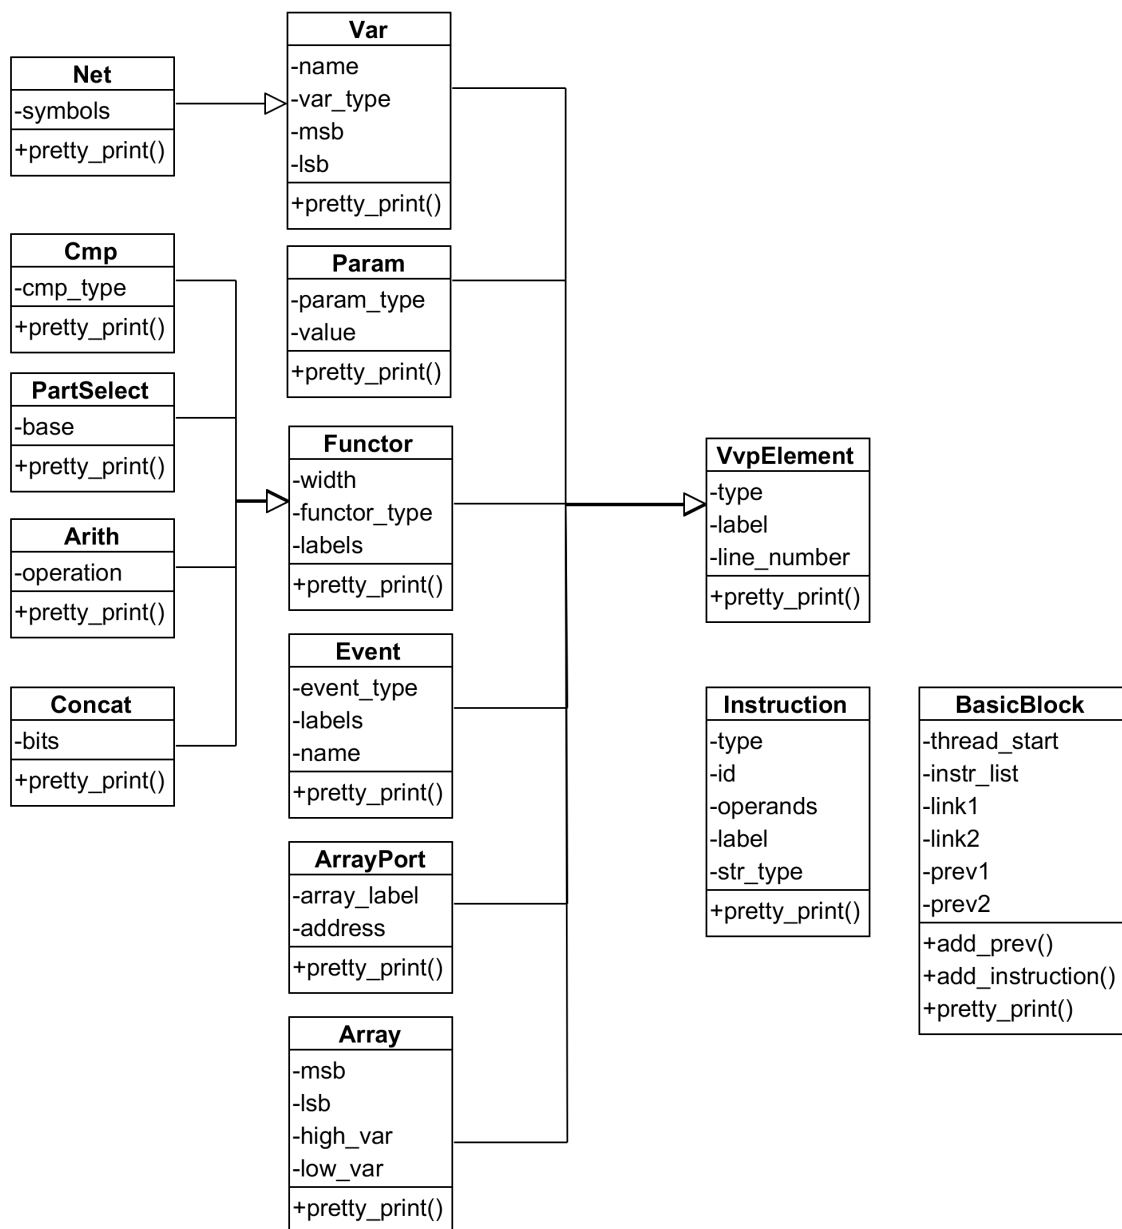 Net
-symbols
+pretty_print()
Cmp
-cmp_type
+pretty_print()
PartSelect
-base
+pretty_print()
Arith
-operation
+pretty_print()
Concat
-bits
+pretty_print()
Var
-name
-var_type
-msb
-lsb
+pretty_print()
Param
-param_type
-value
+pretty_print()
Functor
-width
-functor_type
-labels
+pretty_print()
Event
-event_type
-labels
-name
+pretty_print()
ArrayPort
-array_label
-address
+pretty_print()
Array
-msb
-lsb
-high_var
-low_var
+pretty_print()
VvpElement
-type
-label
-line_number
+pretty_print()
Instruction
-type
-id
-operands
-label
-str_type
+pretty_print()
BasicBlock
-thread_start
-instr_list
-link1
-link2
-prev1
-prev2
+add_prev()
+add_instruction()
+pretty_print()